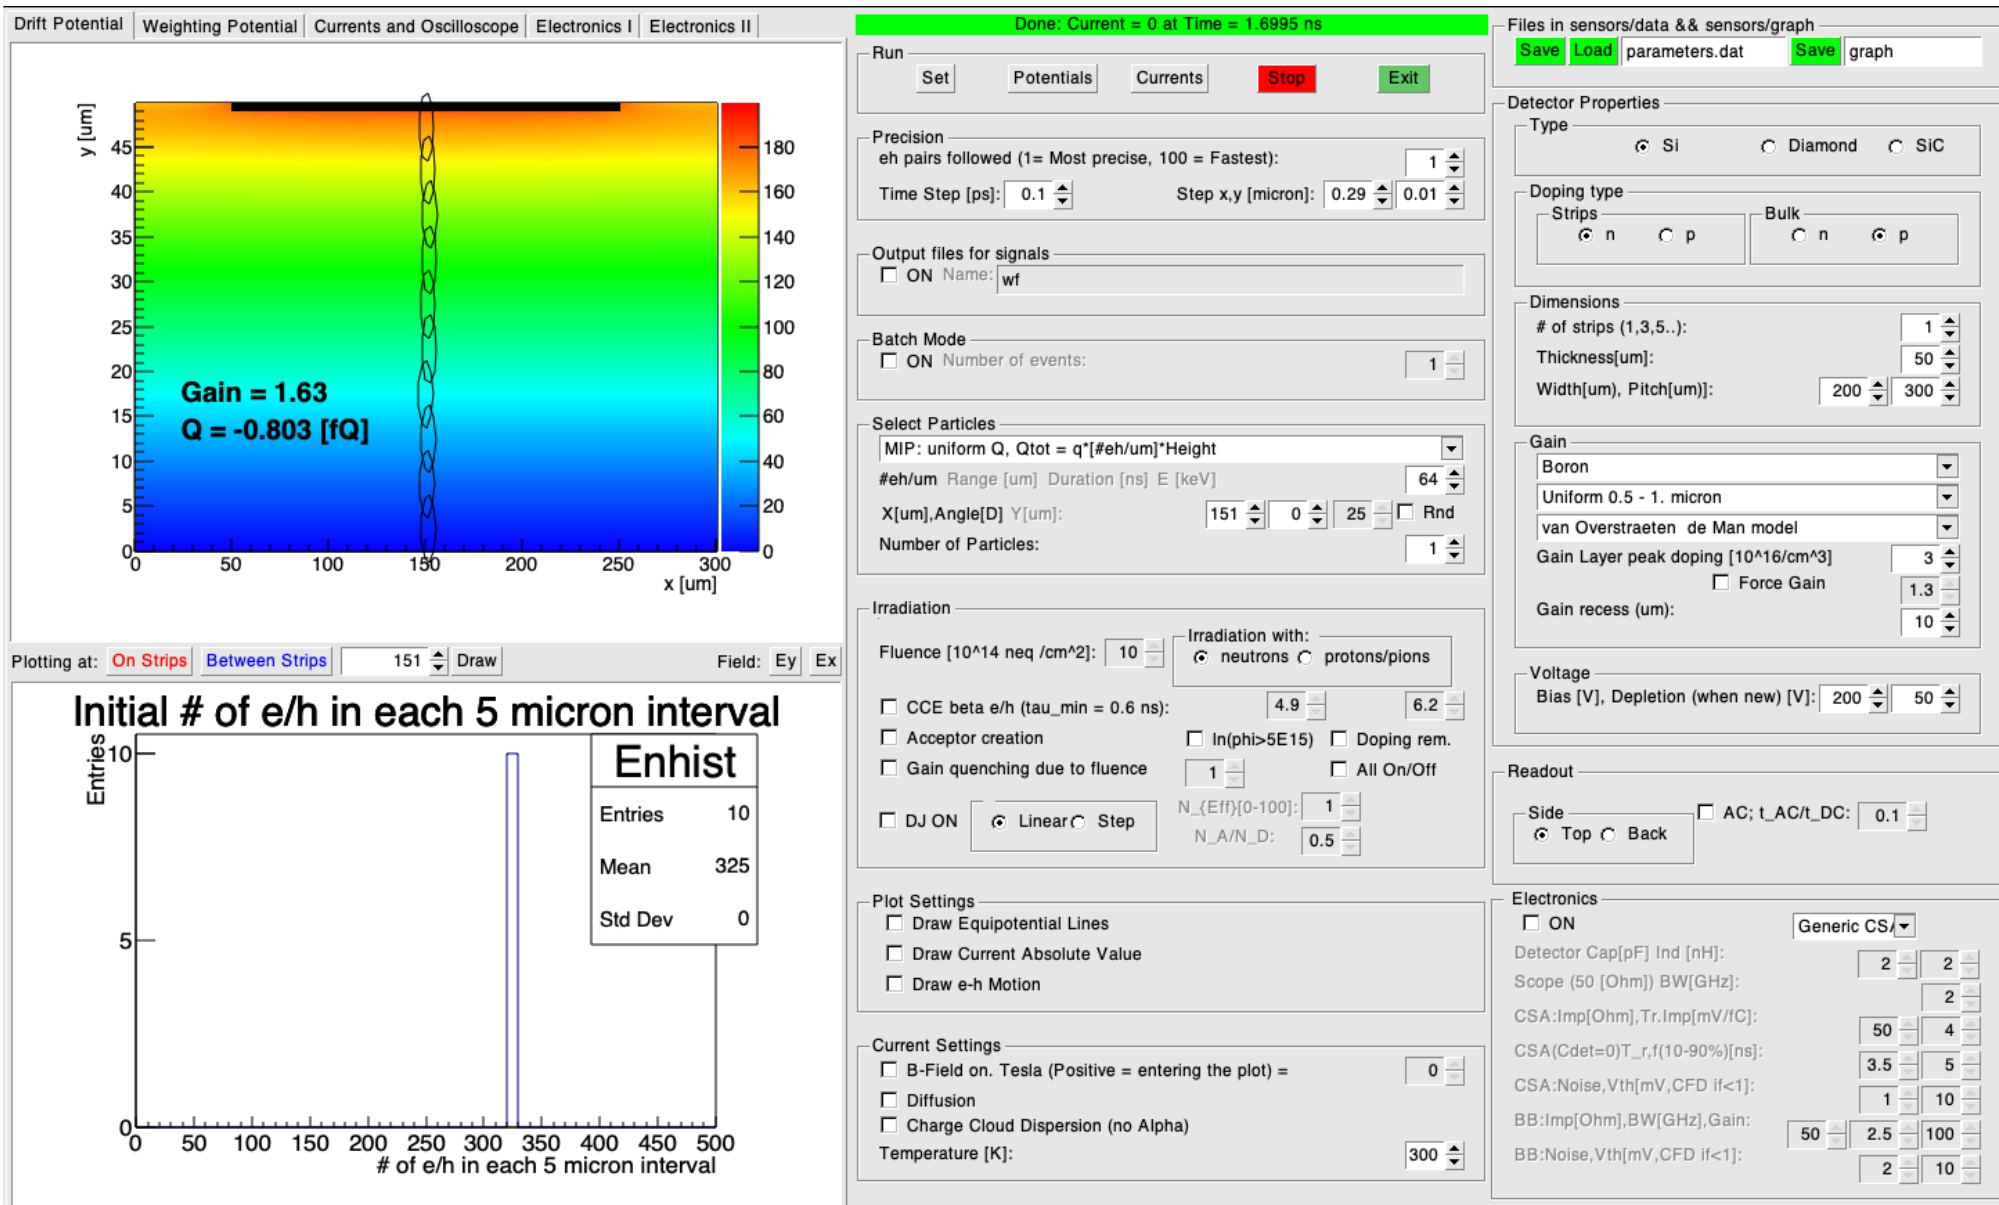 Drift Potential
Weighting Potential
Currents and Oscilloscope
Electronics I
Electronics II
y [um]
45
40
35
30
25
20
15
10
5
0
Gain = 1.63
Q = -0.803 [fQ]
0 50 100 150 200 250 300
x [um]
180
160
140
120
100
80
60
40
20
0
Plotting at: On Strips Between Strips 151 Draw Field: Ey Ex
Initial # of e/h in each 5 micron interval
Entries
10
5
0
Enhist
Entries 10
Mean 325
Std Dev 0
0 50 100 150 200 250 300 350 400 450 500
# of e/h in each 5 micron interval
Done: Current = 0 at Time = 1.6995 ns
Run
Set Potentials Currents Stop Exit
Precision
eh pairs followed (1= Most precise, 100 = Fastest): 1
Time Step [ps]: 0.1 Step x,y [micron]: 0.29 0.01
Output files for signals
ON Name: wf
Batch Mode
ON Number of events: 1
Select Particles
MIP: uniform Q, Qtot = q*[#eh/um]*Height
#eh/um Range [um] Duration [ns] E [keV] 64
X[um],Angle[D] Y[um]: 151 0 25 Rnd
Number of Particles: 1
Irradiation
Fluence [10^14 neq /cm^2]: 10
Irradiation with:
neutrons protons/pions
CCE beta e/h (tau_min = 0.6 ns): 4.9 6.2
Acceptor creation ln(phi>5E15) Doping rem.
Gain quenching due to fluence 1 All On/Off
DJ ON Linear Step
N_{Eff}[0-100]: 1
N_A/N_D: 0.5
Plot Settings
Draw Equipotential Lines
Draw Current Absolute Value
Draw e-h Motion
Current Settings
B-Field on. Tesla (Positive = entering the plot) = 0
Diffusion
Charge Cloud Dispersion (no Alpha)
Temperature [K]: 300
Files in sensors/data && sensors/graph
Save Load parameters.dat Save graph
Detector Properties
Type
Si Diamond SiC
Doping type
Strips
n p
Bulk
n p
Dimensions
# of strips (1,3,5..): 1
Thickness[um]: 50
Width(um), Pitch(um)]: 200 300
Gain
Boron
Uniform 0.5 - 1. micron
van Overstraeten de Man model
Gain Layer peak doping [10^16/cm^3] 3
Force Gain 1.3
Gain recess (um): 10
Voltage
Bias [V], Depletion (when new) [V]: 200 50
Readout
Side
Top Back
AC; t_AC/t_DC: 0.1
Electronics
ON Generic CSA
Detector Cap[pF] Ind [nH]: 2 2
Scope (50 [Ohm]) BW[GHz]: 2
CSA:Imp[Ohm],Tr.Imp[mV/fC]: 50 4
CSA(Cdet=0)T_r,f(10-90%)[ns]: 3.5 5
CSA:Noise,Vth[mV,CFD if<1]: 1 10
BB:Imp[Ohm],BW[GHz],Gain: 50 2.5 100
BB:Noise,Vth[mV,CFD if<1]: 2 10